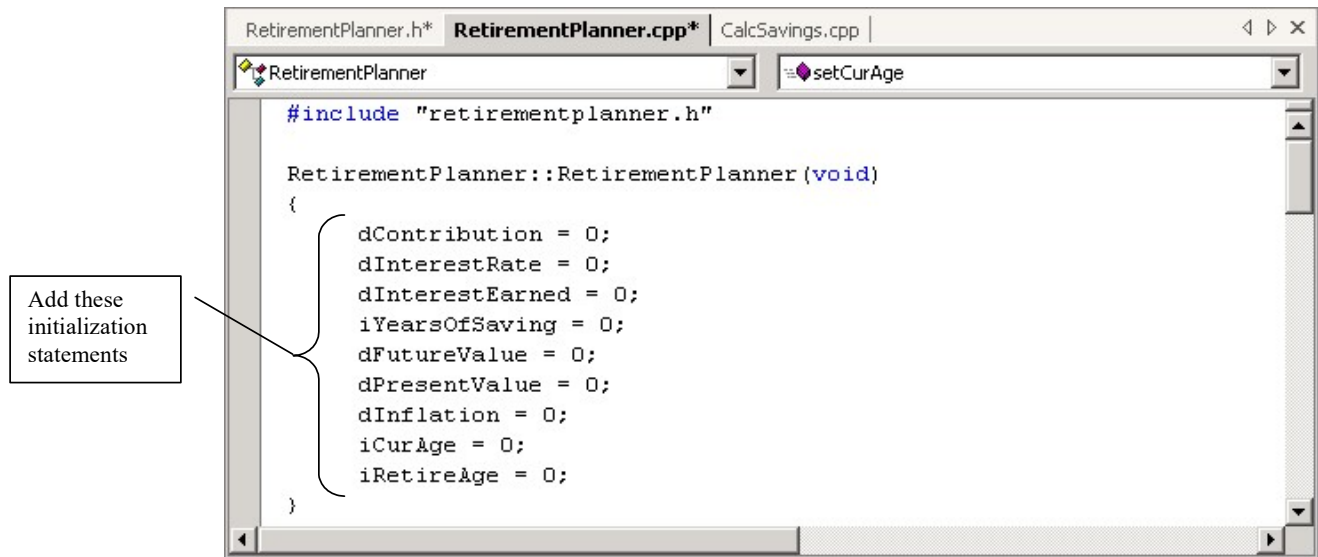 RetirementPlanner.h* RetirementPlanner.cpp* CalcSavings.cpp
RetirementPlanner setCurAge
#include "retirementplanner.h"
RetirementPlanner::RetirementPlanner(void)
{
dContribution = 0;
dInterestRate = 0;
dInterestEarned = 0;
iYearsOfSaving = 0;
dFutureValue = 0;
dPresentValue = 0;
dInflation = 0;
iCurAge = 0;
iRetireAge = 0;
}
Add these
initialization
statements